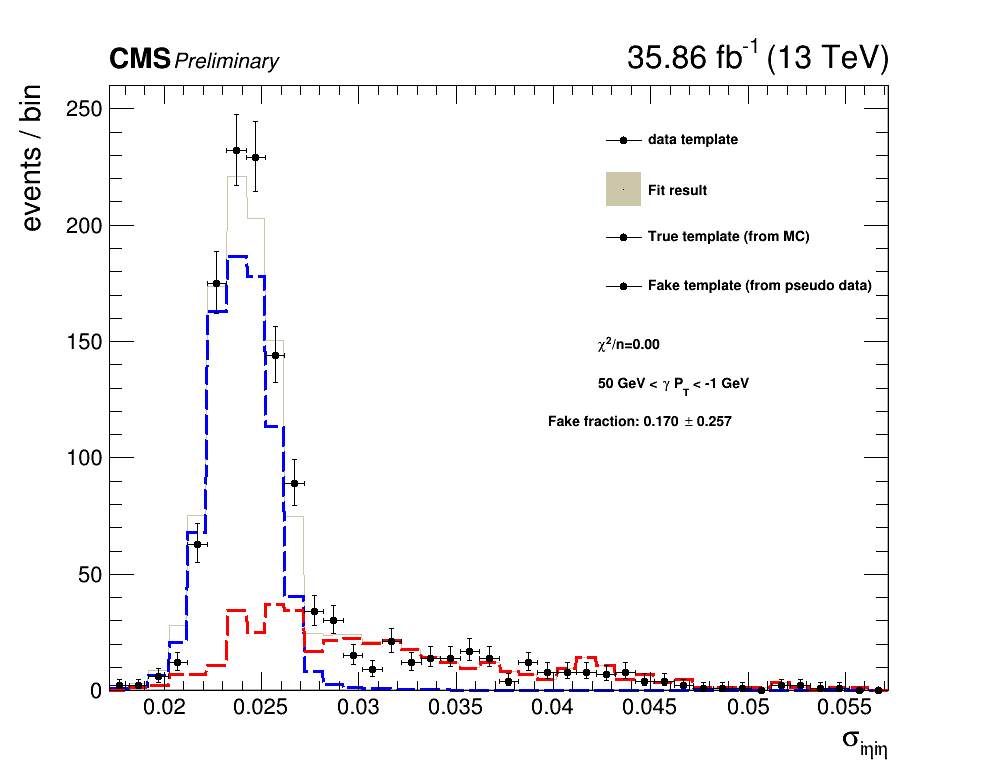 CMS Preliminary
35.86 fb⁻¹ (13 TeV)
events / bin
250
200
150
100
50
0
data template
Fit result
True template (from MC)
Fake template (from pseudo data)
χ²/n=0.00
50 GeV < γ P_T < -1 GeV
Fake fraction: 0.170 ± 0.257
0.02 0.025 0.03 0.035 0.04 0.045 0.05 0.055
σ_iηiη